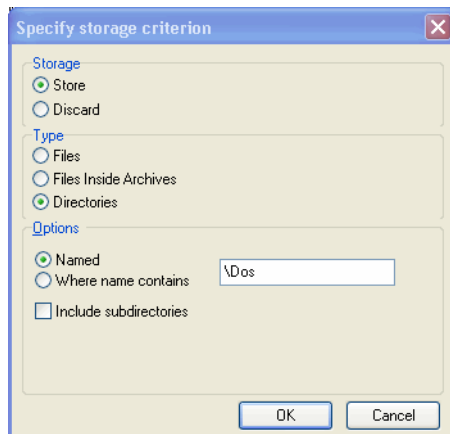 Specify storage criterion
Storage
Store
Discard
Type
Files
Files Inside Archives
Directories
Options
Named
Where name contains
\Dos
Include subdirectories
OK
Cancel